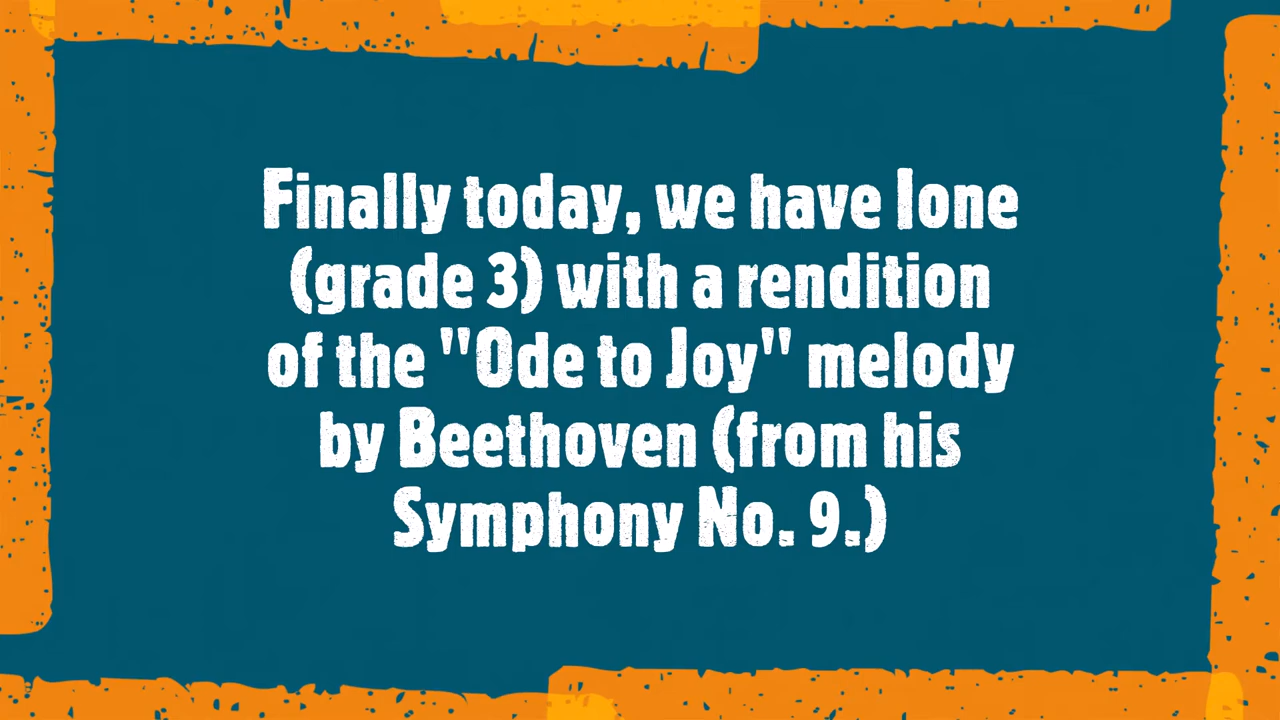 Finally today, we have Ione
(grade 3) with a rendition
of the "Ode to Joy" melody
by Beethoven (from his
Symphony No. 9.)